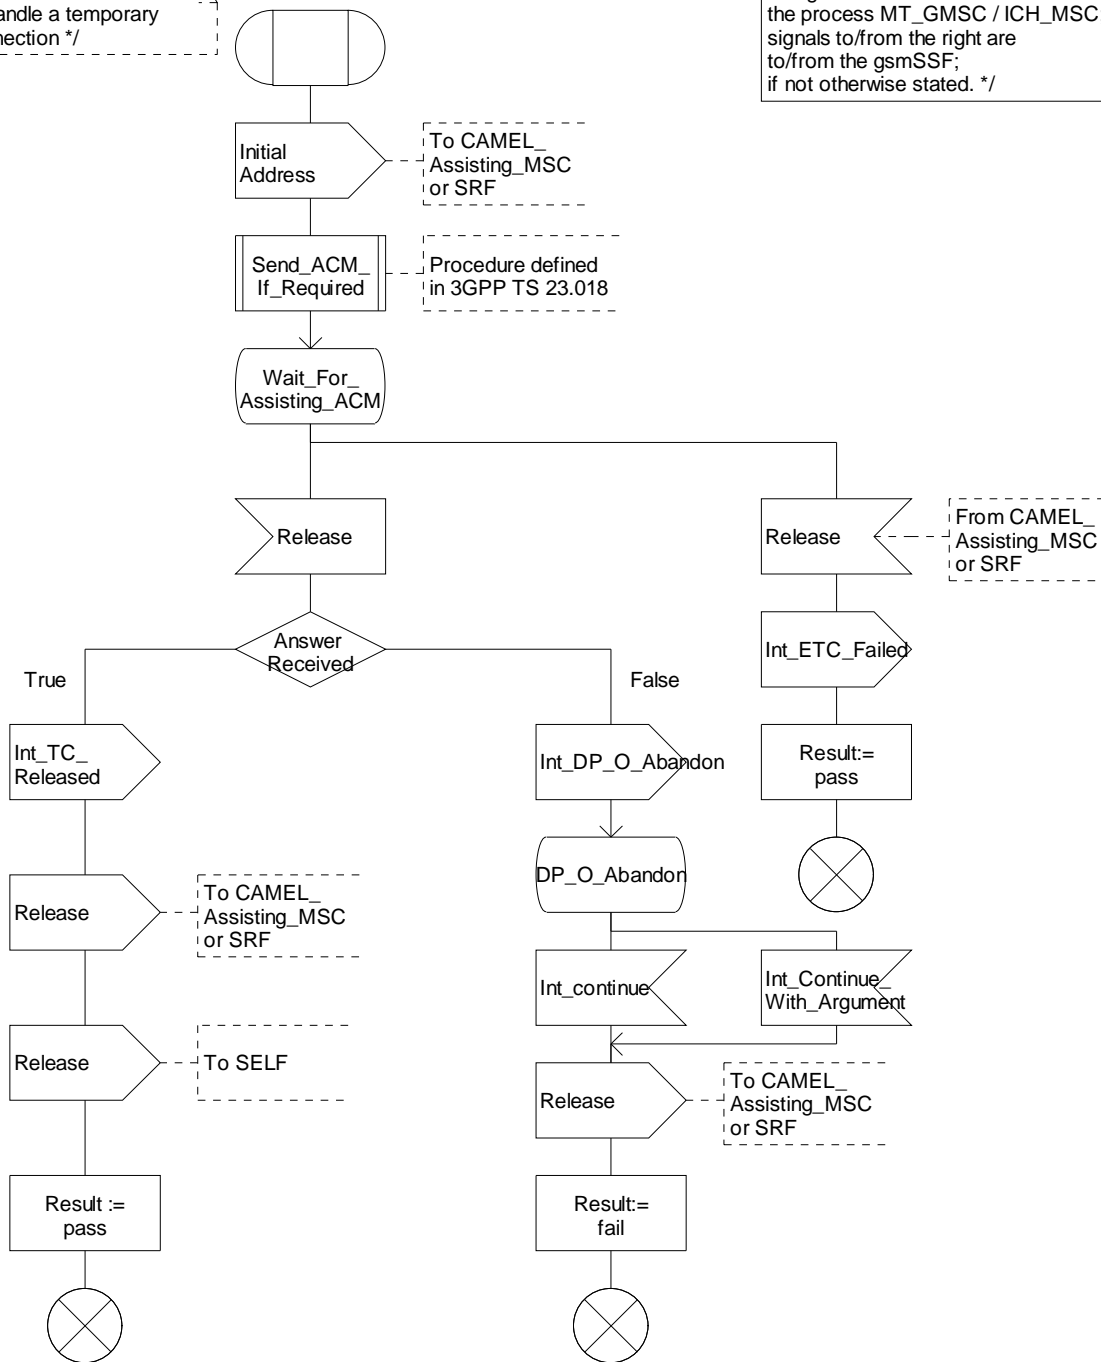 andle a temporary
nection */
the process MT_GMSC / ICH_MSC
signals to/from the right are
to/from the gsmSSF;
if not otherwise stated. */
Initial
Address
To CAMEL_
Assisting_MSC
or SRF
Send_ACM_
If_Required
Procedure defined
in 3GPP TS 23.018
Wait_For_
Assisting_ACM
Release
Release
From CAMEL_
Assisting_MSC
or SRF
Answer
Received
Int_ETC_Failed
True
False
Int_TC_
Released
Int_DP_O_Abandon
Result:=
pass
DP_O_Abandon
Release
To CAMEL_
Assisting_MSC
or SRF
Int_continue
Int_Continue_
With_Argument
Release
To SELF
Release
To CAMEL_
Assisting_MSC
or SRF
Result :=
pass
Result:=
fail